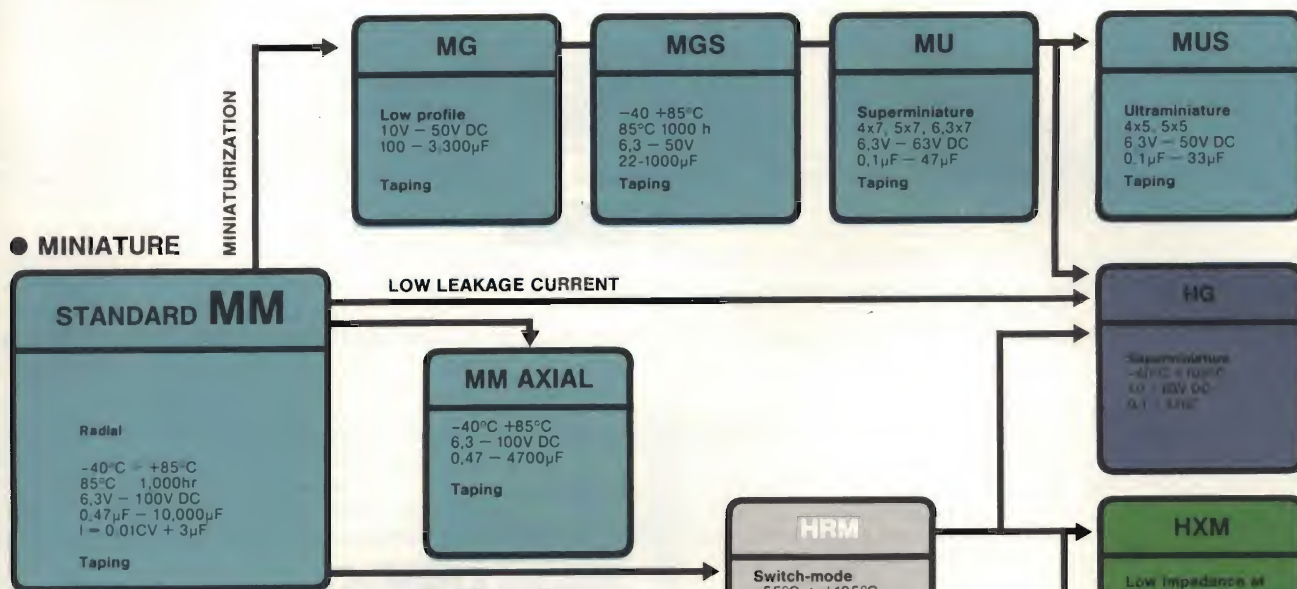 MINIATURIZATION
MG
Low profile
10V – 50V DC
100 – 3,300µF
Taping
MGS
-40 +85°C
85°C 1000 h
6,3 – 50V
22-1000µF
Taping
MU
Superminiature
4x7, 5x7, 6,3x7
6,3V – 63V DC
0,1µF – 47µF
Taping
MUS
Ultraminiature
4x5, 5x5
6.3V – 50V DC
0.1µF – 33µF
Taping
● MINIATURE
STANDARD MM
Radial
-40°C – +85°C
85°C 1,000hr
6,3V – 100V DC
0,47µF – 10,000µF
I = 0,01CV + 3µF
Taping
LOW LEAKAGE CURRENT
MM AXIAL
-40°C +85°C
6,3 – 100V DC
0,47 – 4700µF
Taping
HG
Superminiature
HRM
Switch-mode
HXM
Low impedance at